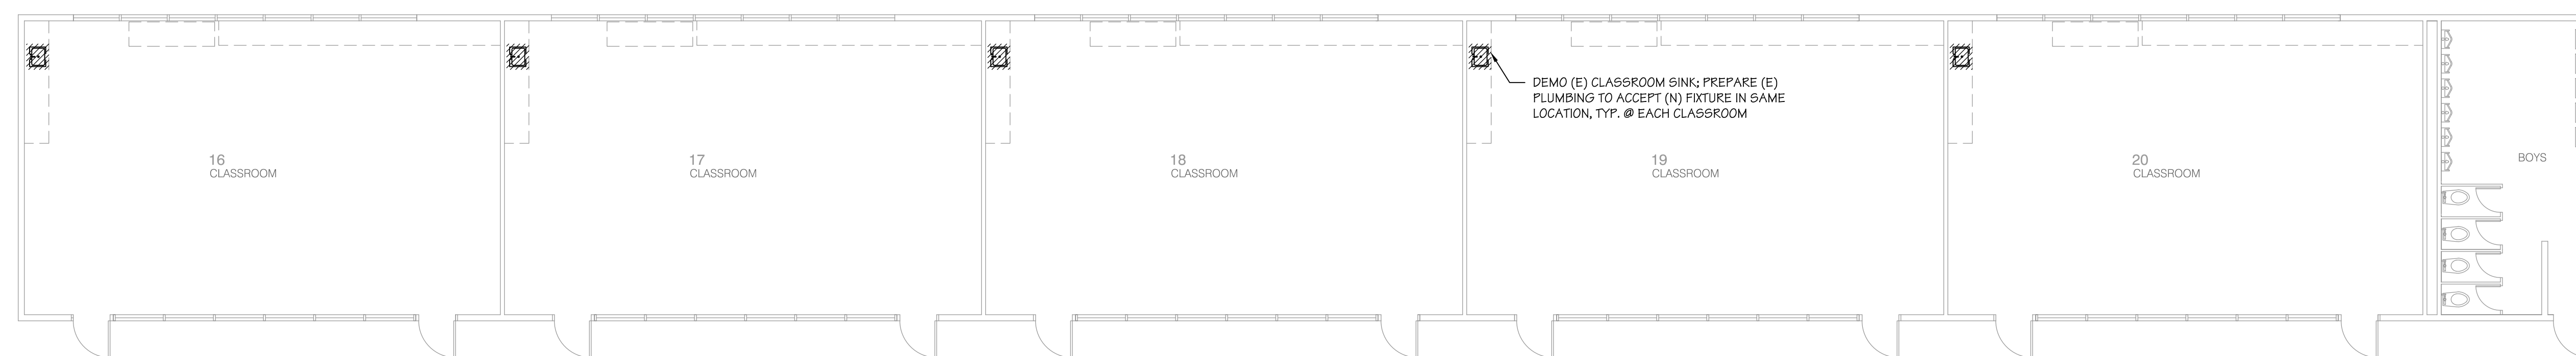 DEMO (E) CLASSROOM SINK; PREPARE (E)
PLUMBING TO ACCEPT (N) FIXTURE IN SAME
LOCATION, TYP. @ EACH CLASSROOM
16
CLASSROOM
17
CLASSROOM
18
CLASSROOM
19
CLASSROOM
20
CLASSROOM
BOYS